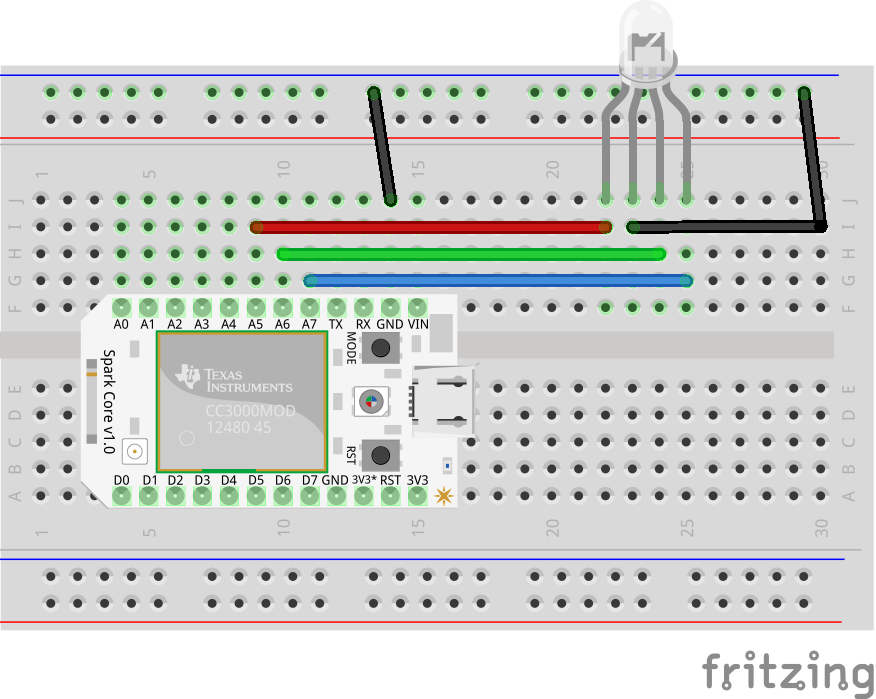 1 5 10 15 20 25 30
J J
I I
H H
G G
F F
A0 A1 A2 A3 A4 A5 A6 A7 TX RX GND VIN
MODE
Spark Core v1.0
TEXAS
INSTRUMENTS
CC3000MOD
12480 45
RST
D0 D1 D2 D3 D4 D5 D6 D7 GND 3V3* RST 3V3
E E
D D
C C
B B
A A
1 5 10 15 20 25 30
fritzing